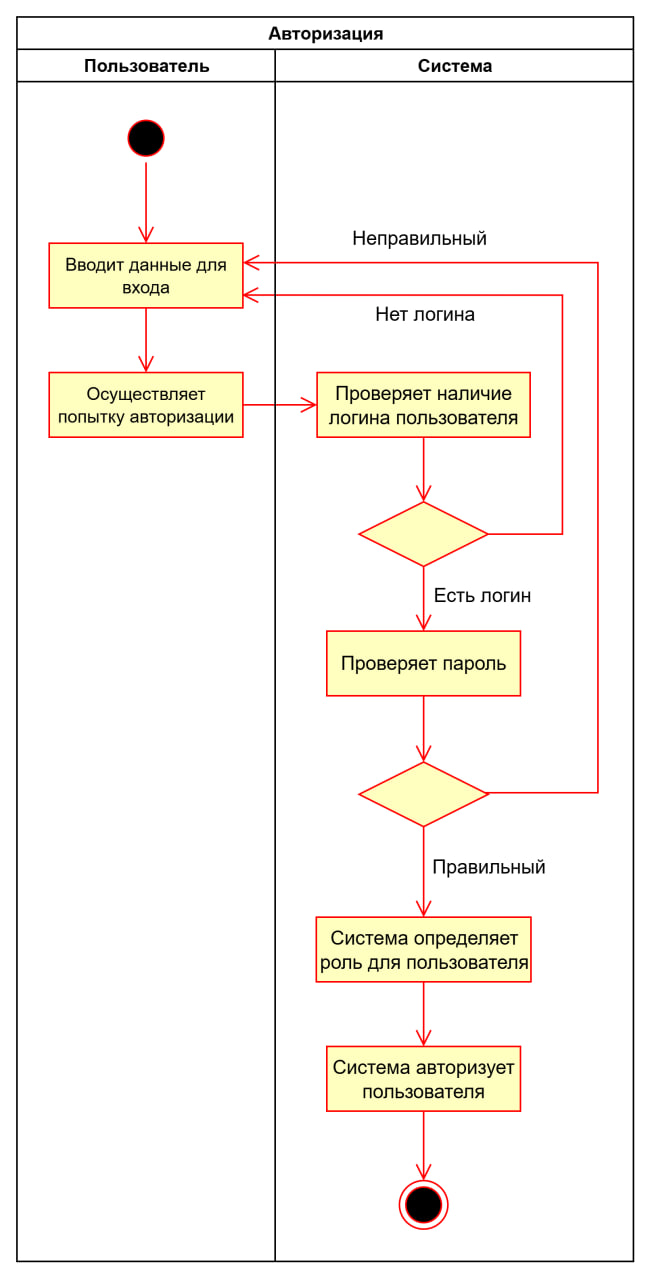 Авторизация
Пользователь
Система
Неправильный
Вводит данные для
входа
Нет логина
Осуществляет
попытку авторизации
Проверяет наличие
логина пользователя
Есть логин
Проверяет пароль
Правильный
Система определяет
роль для пользователя
Система авторизует
пользователя